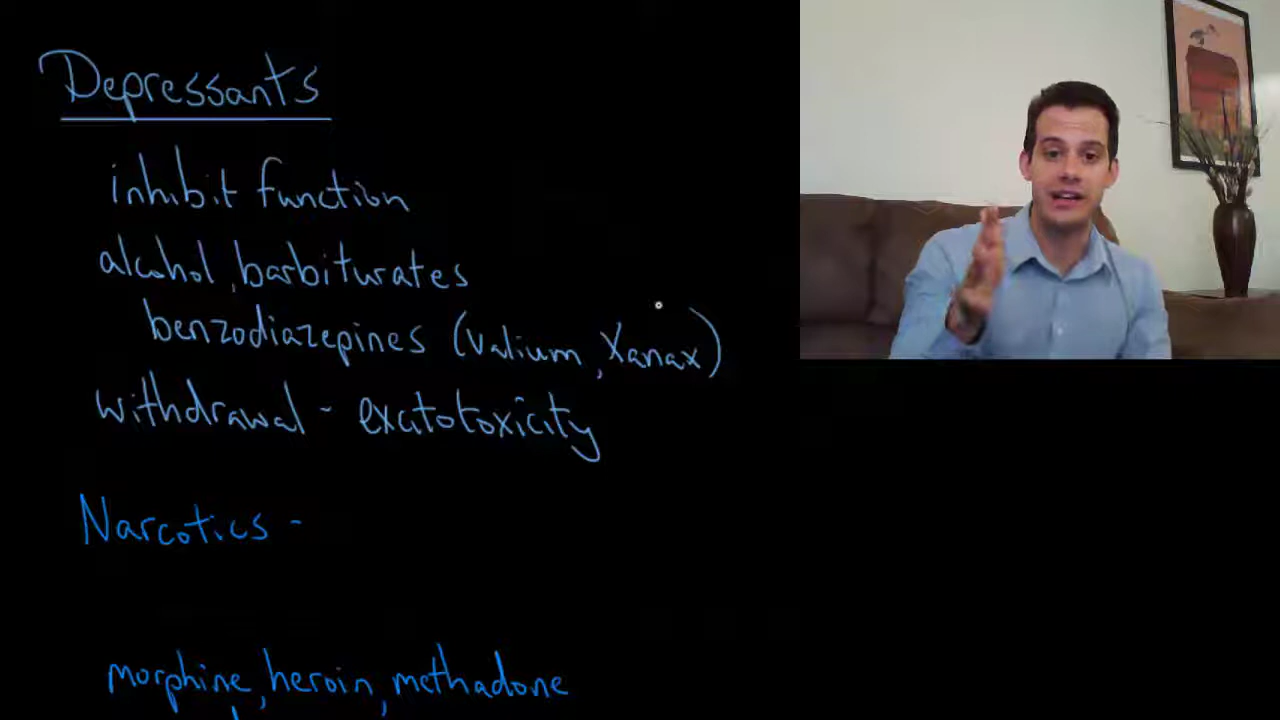 Depressants
inhibit function
alcohol, barbiturates
benzodiazepines (Valium, Xanax)
withdrawal - excitotoxicity
Narcotics -
morphine, heroin, methadone